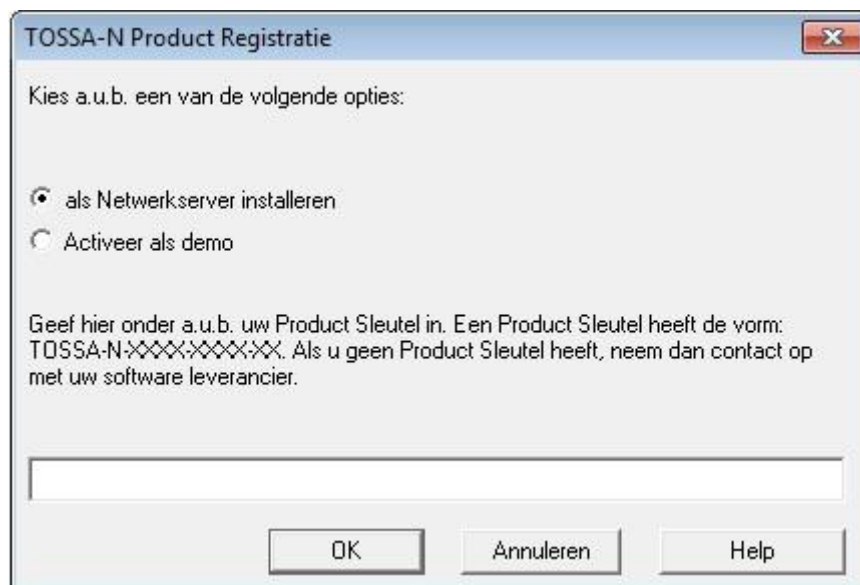 TOSSA-N Product Registratie
Kies a.u.b. een van de volgende opties:
als Netwerkserver installeren
Activeer als demo
Geef hier onder a.u.b. uw Product Sleutel in. Een Product Sleutel heeft de vorm:
TOSSA-N-XXXX-XXXX-XX. Als u geen Product Sleutel heeft, neem dan contact op
met uw software leverancier.
OK Annuleren Help